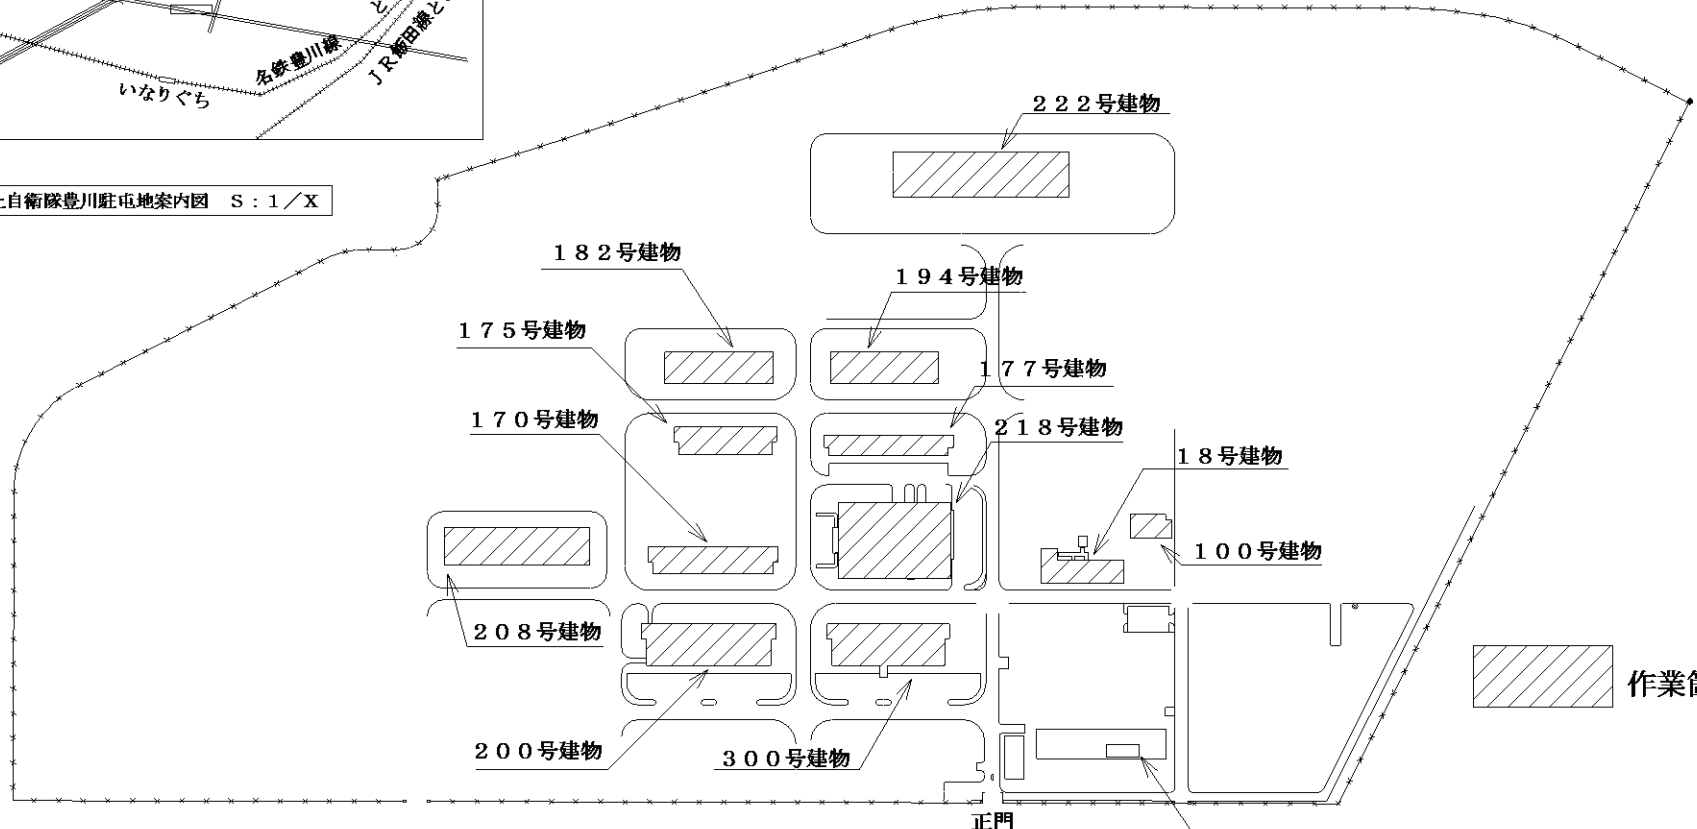 と
名鉄豊川線
ＪＲ飯田線と
いなりぐち
自衛隊豊川駐屯地案内図　Ｓ：１／Ｘ
２２２号建物
１８２号建物
１９４号建物
１７５号建物
１７７号建物
１７０号建物
２１８号建物
１８号建物
１００号建物
２０８号建物
作業箇
２００号建物
３００号建物
正門